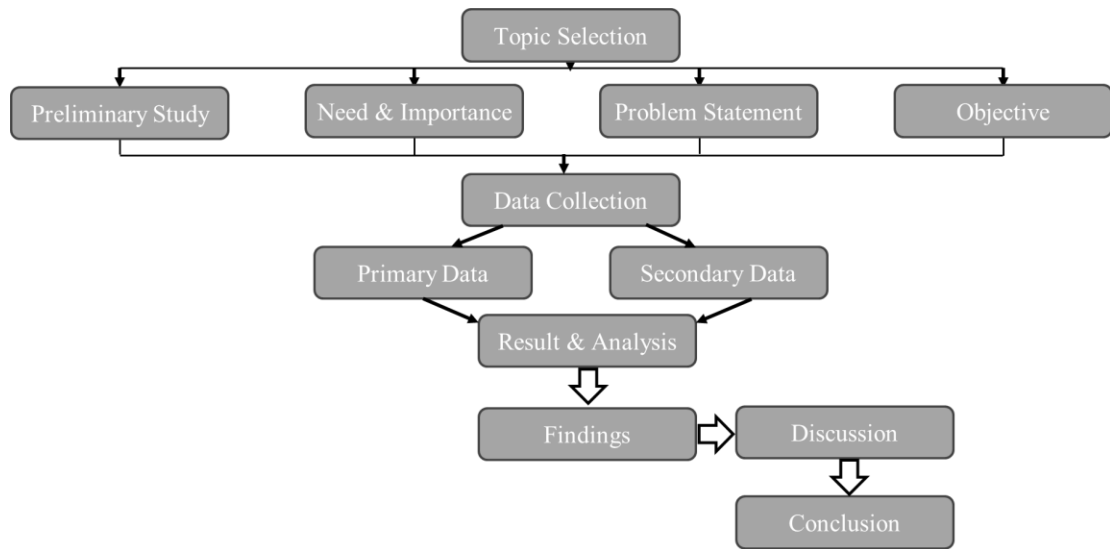 Topic Selection
Preliminary Study
Need & Importance
Problem Statement
Objective
Data Collection
Primary Data
Secondary Data
Result & Analysis
Findings
Discussion
Conclusion